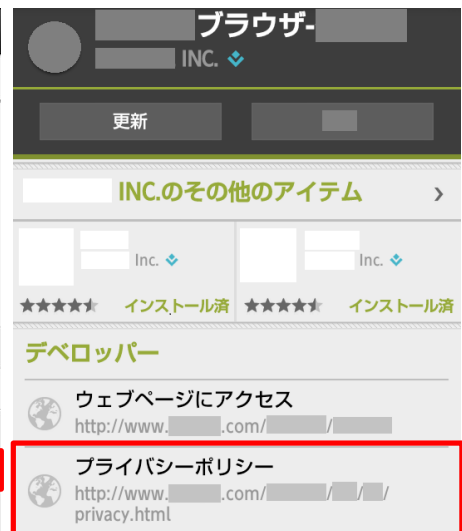 ブラウザ-
INC.
更新
INC.のその他のアイテム
Inc.
Inc.
インストール済
インストール済
デベロッパー
ウェブページにアクセス
http://www. .com/ /
プライバシーポリシー
http://www. .com/ / / /
privacy.html